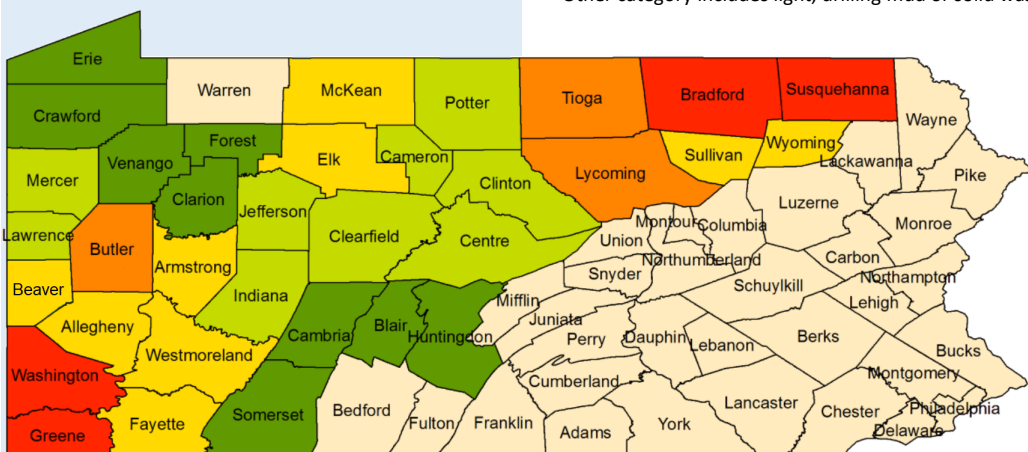 Other category includes light, drilling mud or solid
Erie
Warren
McKean
Potter
Tioga
Bradford
Susquehanna
Wayne
Crawford
Forest
Elk
Cameron
Sullivan
Wyoming
Lackawanna
Pike
Venango
Mercer
Clarion
Jefferson
Clinton
Lycoming
Luzerne
Monroe
Lawrence
Butler
Armstrong
Clearfield
Centre
Union
Montour
Columbia
Northumberland
Carbon
Northampton
Beaver
Indiana
Snyder
Schuylkill
Lehigh
Allegheny
Cambria
Blair
Huntingdon
Mifflin
Juniata
Perry
Dauphin
Lebanon
Berks
Bucks
Westmoreland
Washington
Cumberland
Montgomery
Fayette
Somerset
Bedford
Fulton
Franklin
Adams
York
Lancaster
Chester
Philadelphia
Delaware
Greene